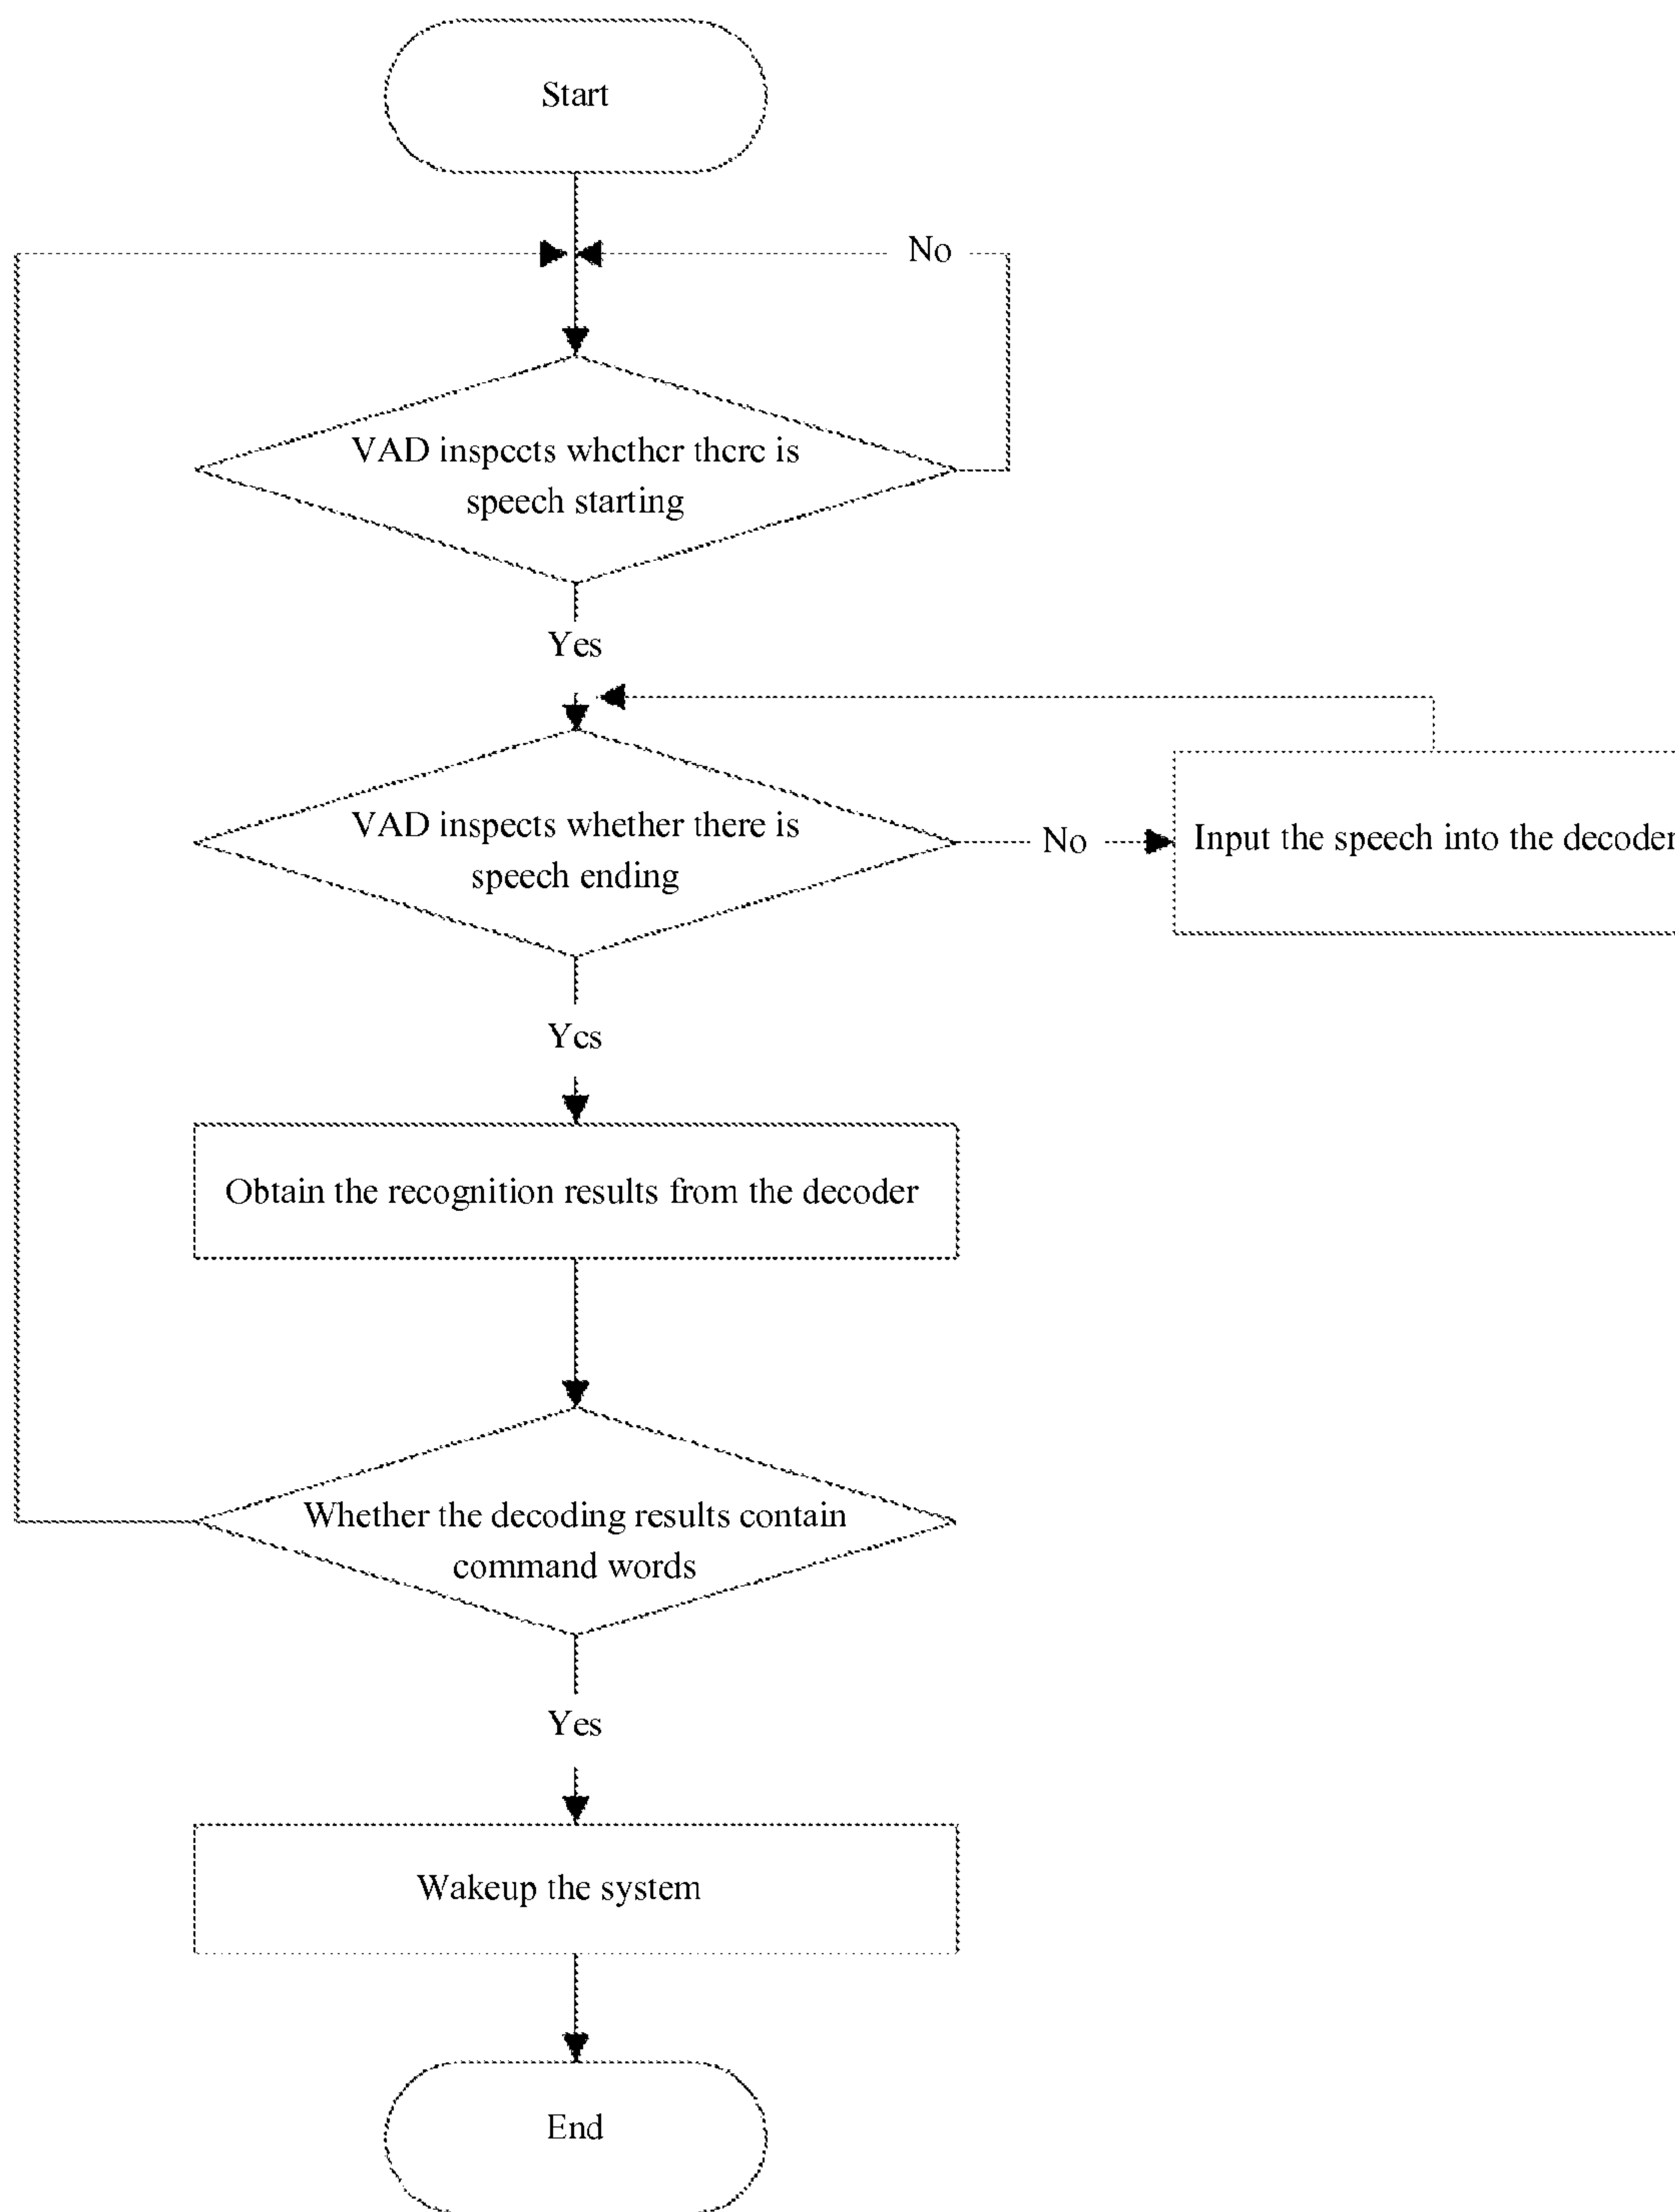 Start
No
VAD inspects whether there is
speech starting
Yes
VAD inspects whether there is
speech ending
No
Input the speech into the decoder
Yes
Obtain the recognition results from the decoder
Whether the decoding results contain
command words
Yes
Wakeup the system
End